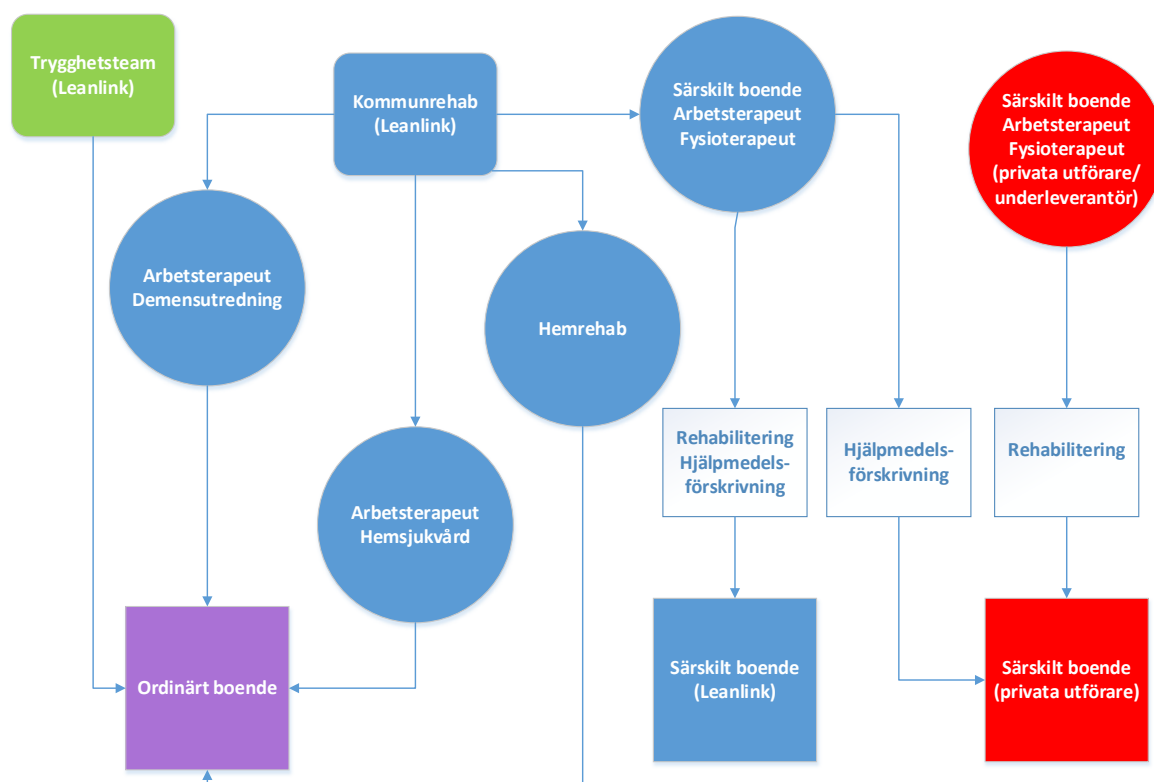 Trygghetsteam
(Leanlink)
Kommunrehab
(Leanlink)
Särskilt boende
Arbetsterapeut
Fysioterapeut
Särskilt boende
Arbetsterapeut
Fysioterapeut
(privata utförare/
underleverantör)
Arbetsterapeut
Demensutredning
Hemrehab
Rehabilitering
Hjälpmedels-
förskrivning
Hjälpmedels-
förskrivning
Rehabilitering
Arbetsterapeut
Hemsjukvård
Ordinärt boende
Särskilt boende
(Leanlink)
Särskilt boende
(privata utförare)